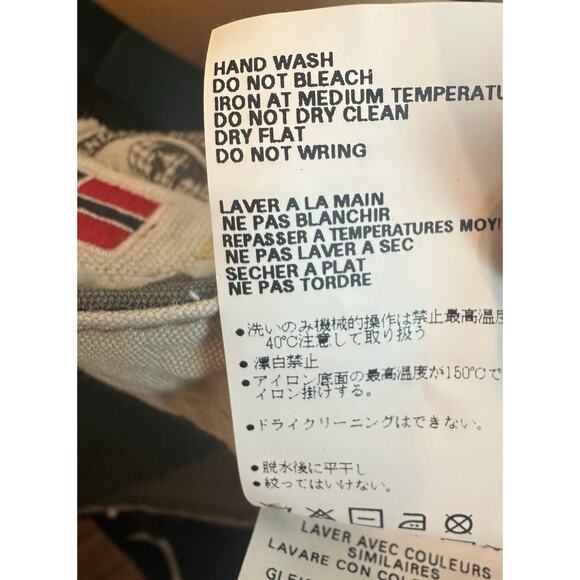 HAND WASH
DO NOT BLEACH
IRON AT MEDIUM TEMPERATU
DO NOT DRY CLEAN
DRY FLAT
DO NOT WRING
LAVER A LA MAIN
NE PAS BLANCHIR
REPASSER A TEMPERATURES MOY
NE PAS LAVER A SEC
SECHER A PLAT
NE PAS TORDRE
●洗いのみ機械的操作は禁止最高温度
40℃注意して取り扱う
●漂白禁止
●アイロン底面の最高温度が150℃で
イロン掛けする。
●ドライクリーニングはできない。
●脱水後に平干し
●絞ってはいけない。
LAVER AVEC COULEURS
SIMILAIRES
LAVARE CON COL
GLEI